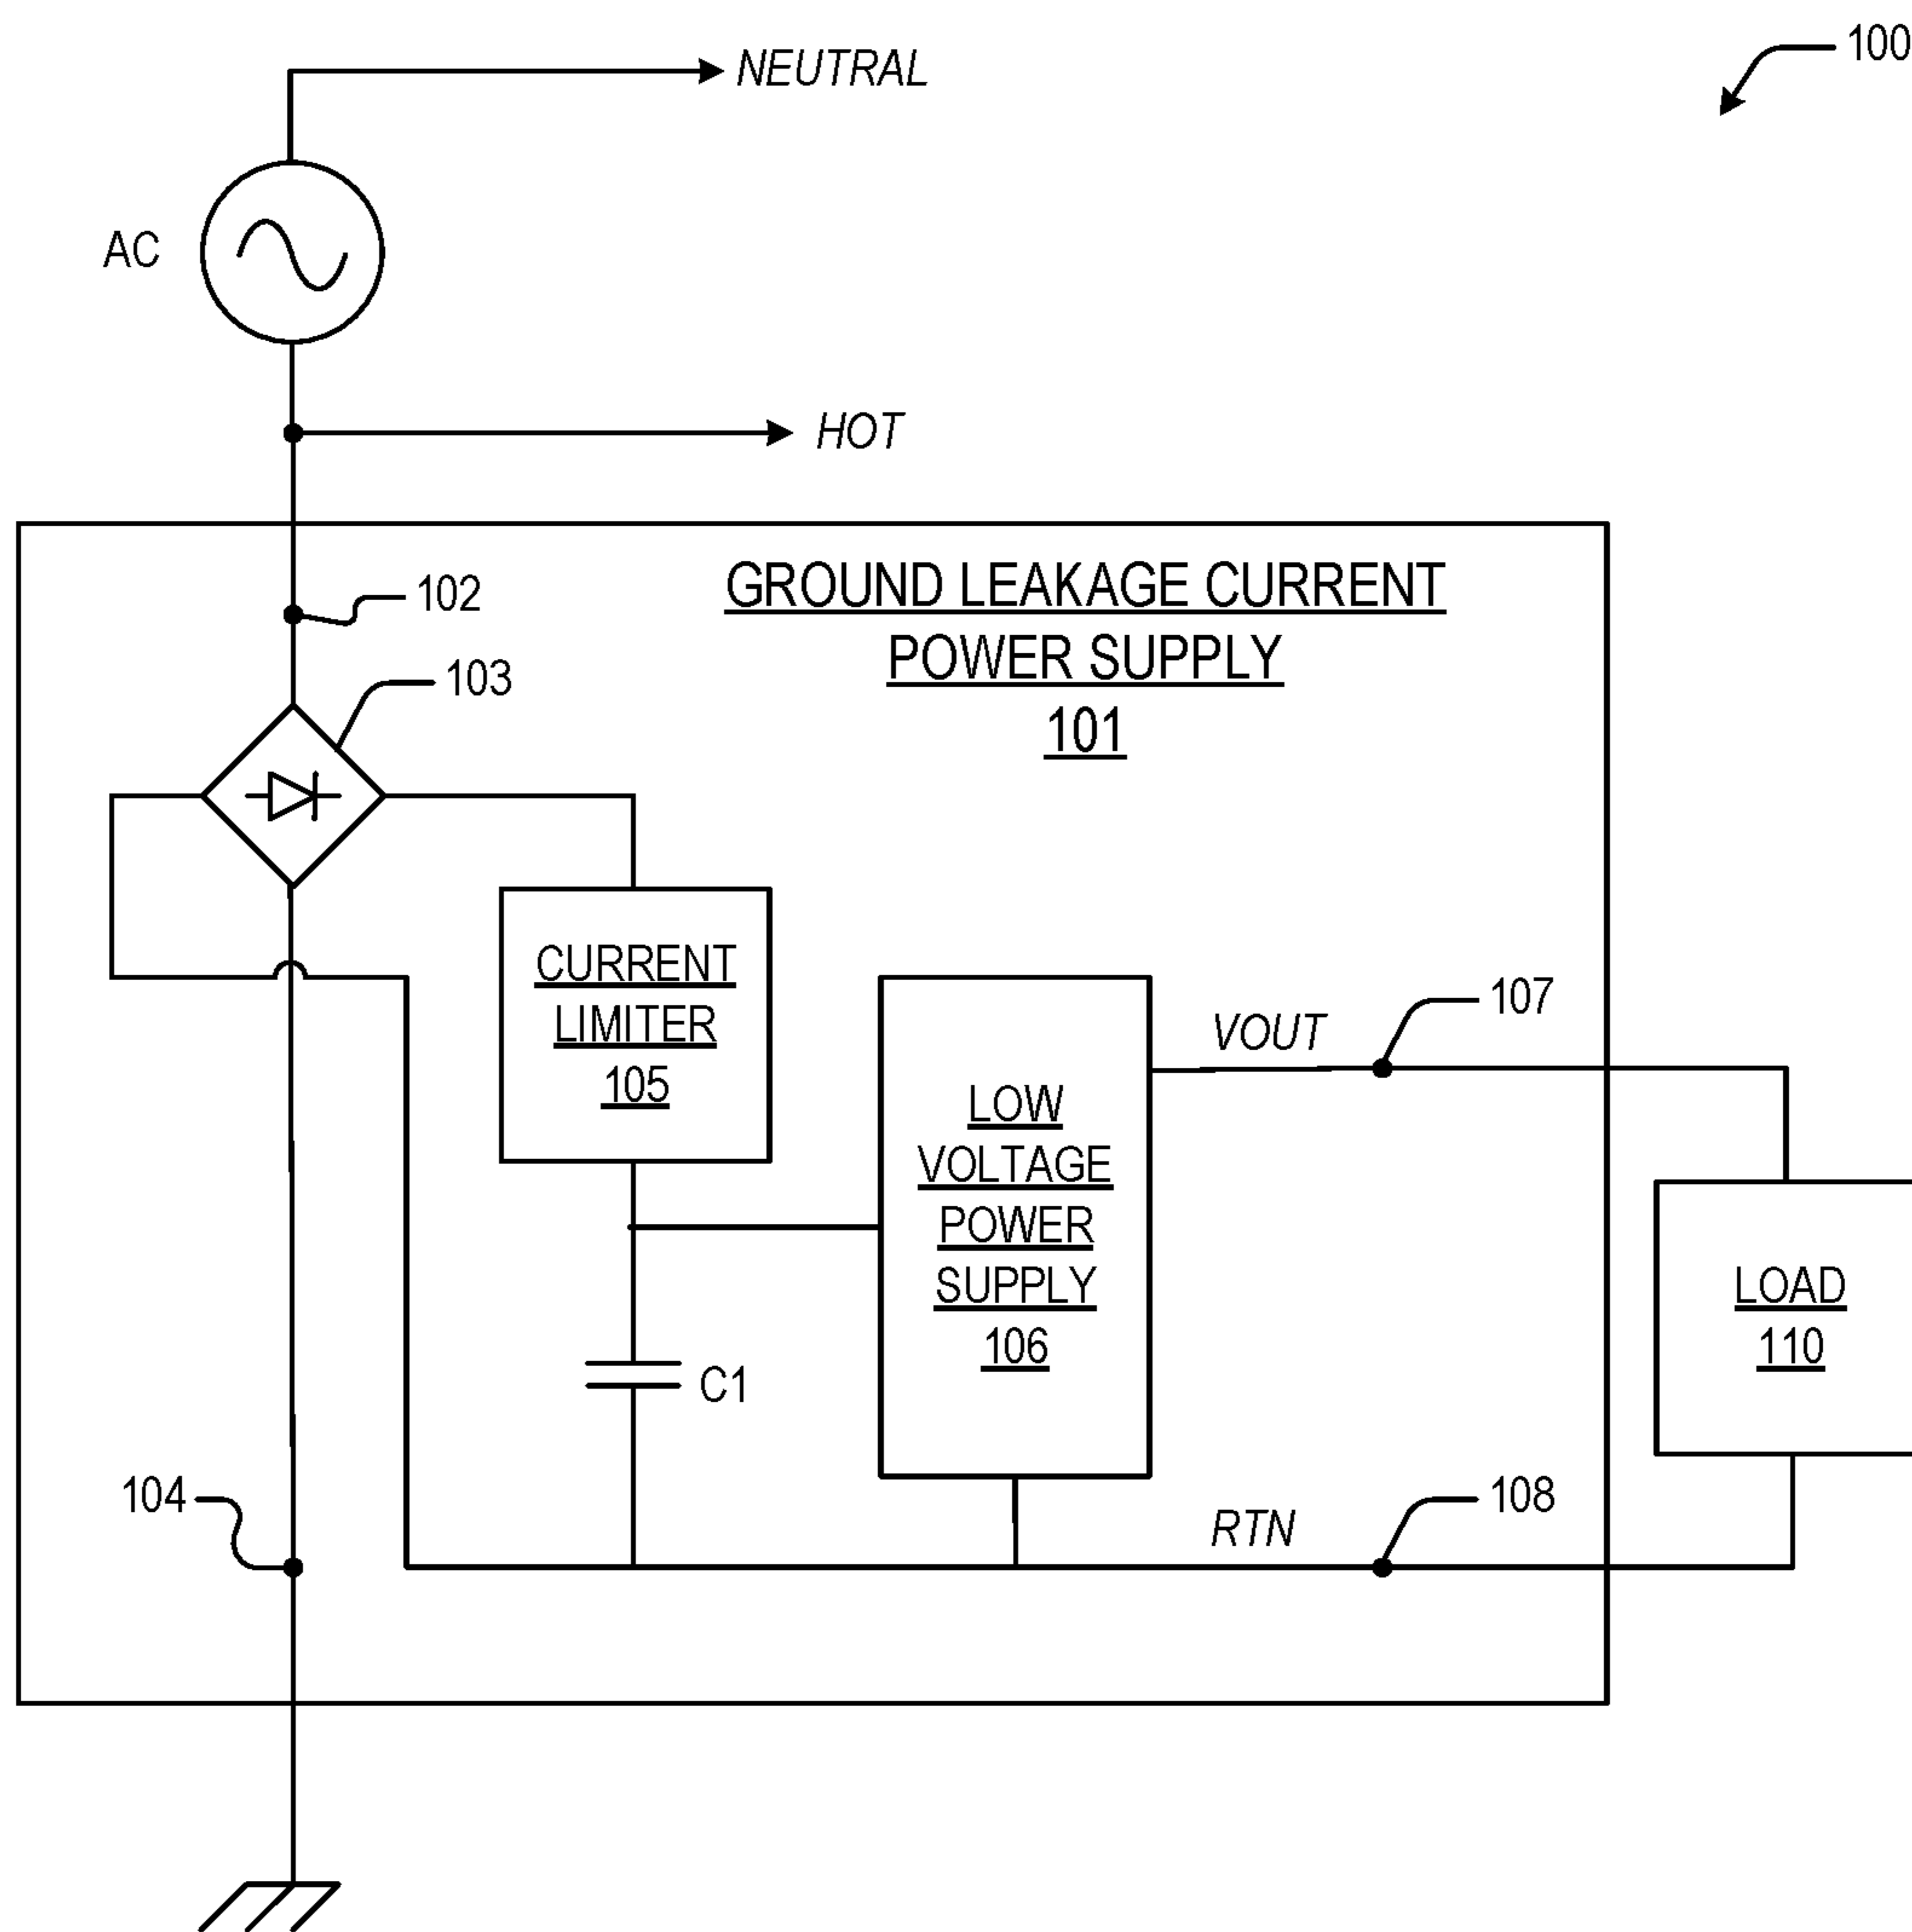 100
NEUTRAL
AC
HOT
GROUND LEAKAGE CURRENT
POWER SUPPLY
101
102
103
CURRENT
LIMITER
105
107
VOUT
LOW
VOLTAGE
POWER
SUPPLY
106
LOAD
110
C1
104
108
RTN